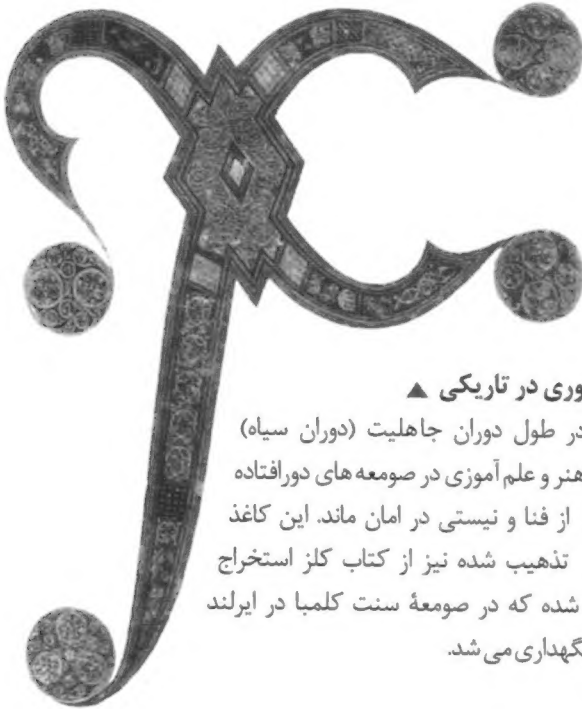 وری در تاریکی ▲
در طول دوران جاهلیت (دوران سیاه)
هنر و علم آموزی در صومعه های دورافتاده
از فنا و نیستی در امان ماند. این کاغذ
تذهیب شده نیز از کتاب کلز استخراج
شده که در صومعهٔ سنت کلمبا در ایرلند
گهداری می‌شد.